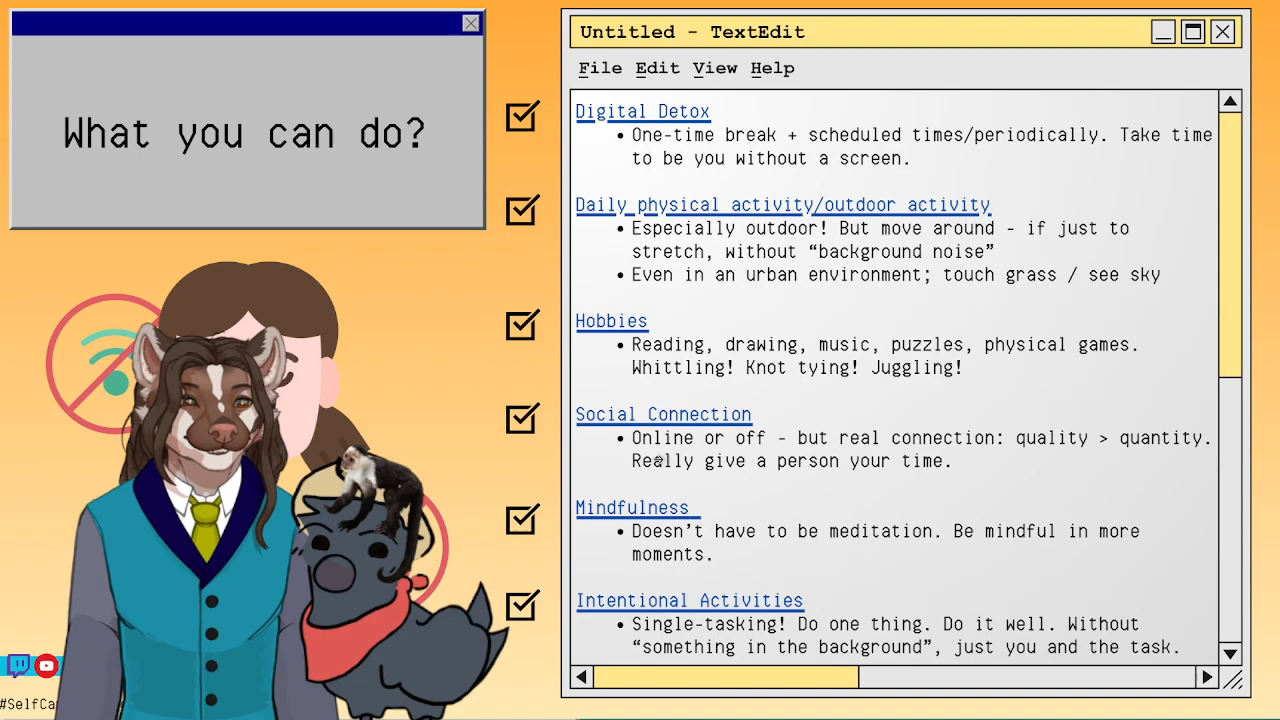 What you can do?
Untitled - TextEdit
File Edit View Help
Digital Detox
• One-time break + scheduled times/periodically. Take time
to be you without a screen.
Daily physical activity/outdoor activity
• Especially outdoor! But move around - if just to
stretch, without “background noise”
• Even in an urban environment; touch grass / see sky
Hobbies
• Reading, drawing, music, puzzles, physical games.
Whittling! Knot tying! Juggling!
Social Connection
• Online or off - but real connection: quality > quantity.
Really give a person your time.
Mindfulness
• Doesn’t have to be meditation. Be mindful in more
moments.
Intentional Activities
• Single-tasking! Do one thing. Do it well. Without
“something in the background”, just you and the task.
#SelfCa